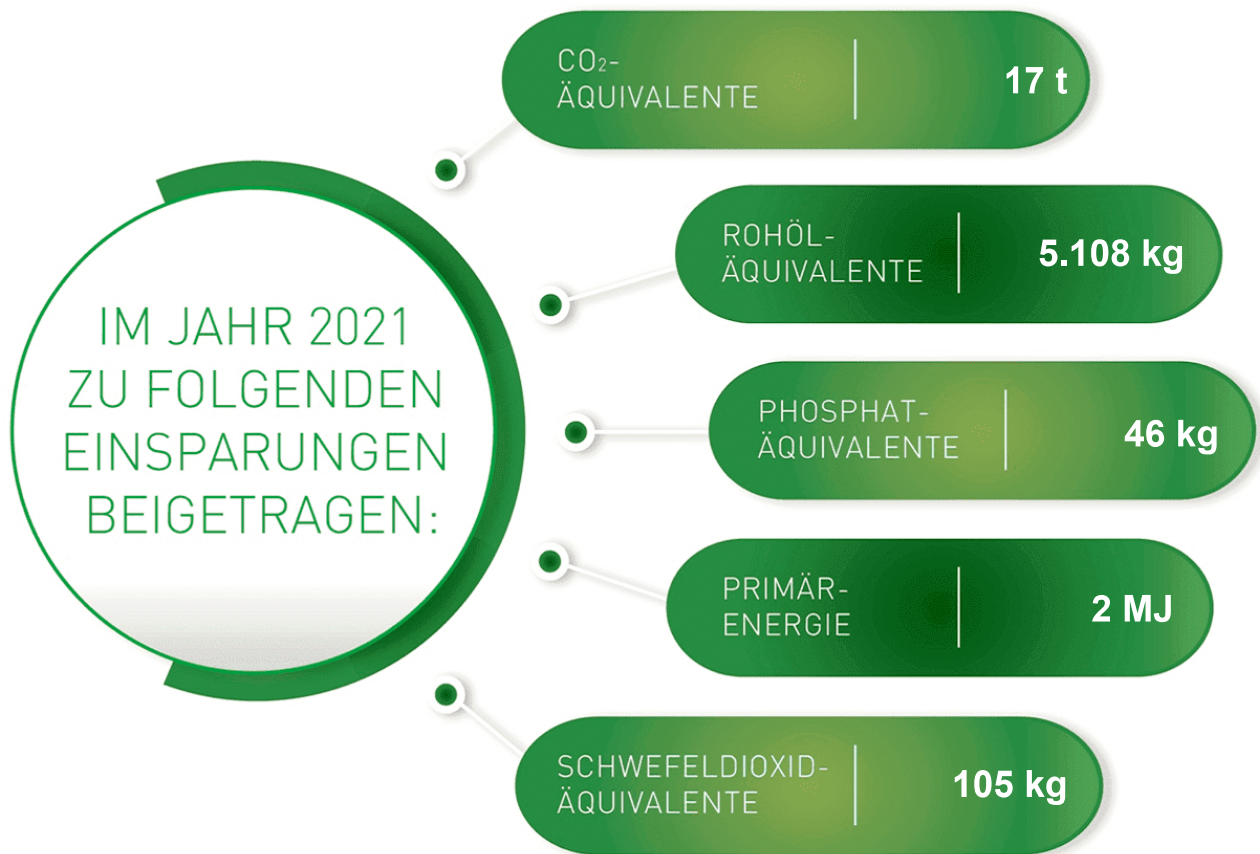 IM JAHR 2021
ZU FOLGENDEN
EINSPARUNGEN
BEIGETRAGEN:
CO₂-
ÄQUIVALENTE
17 t
ROHÖL-
ÄQUIVALENTE
5.108 kg
PHOSPHAT-
ÄQUIVALENTE
46 kg
PRIMÄR-
ENERGIE
2 MJ
SCHWEFELDIOXID-
ÄQUIVALENTE
105 kg